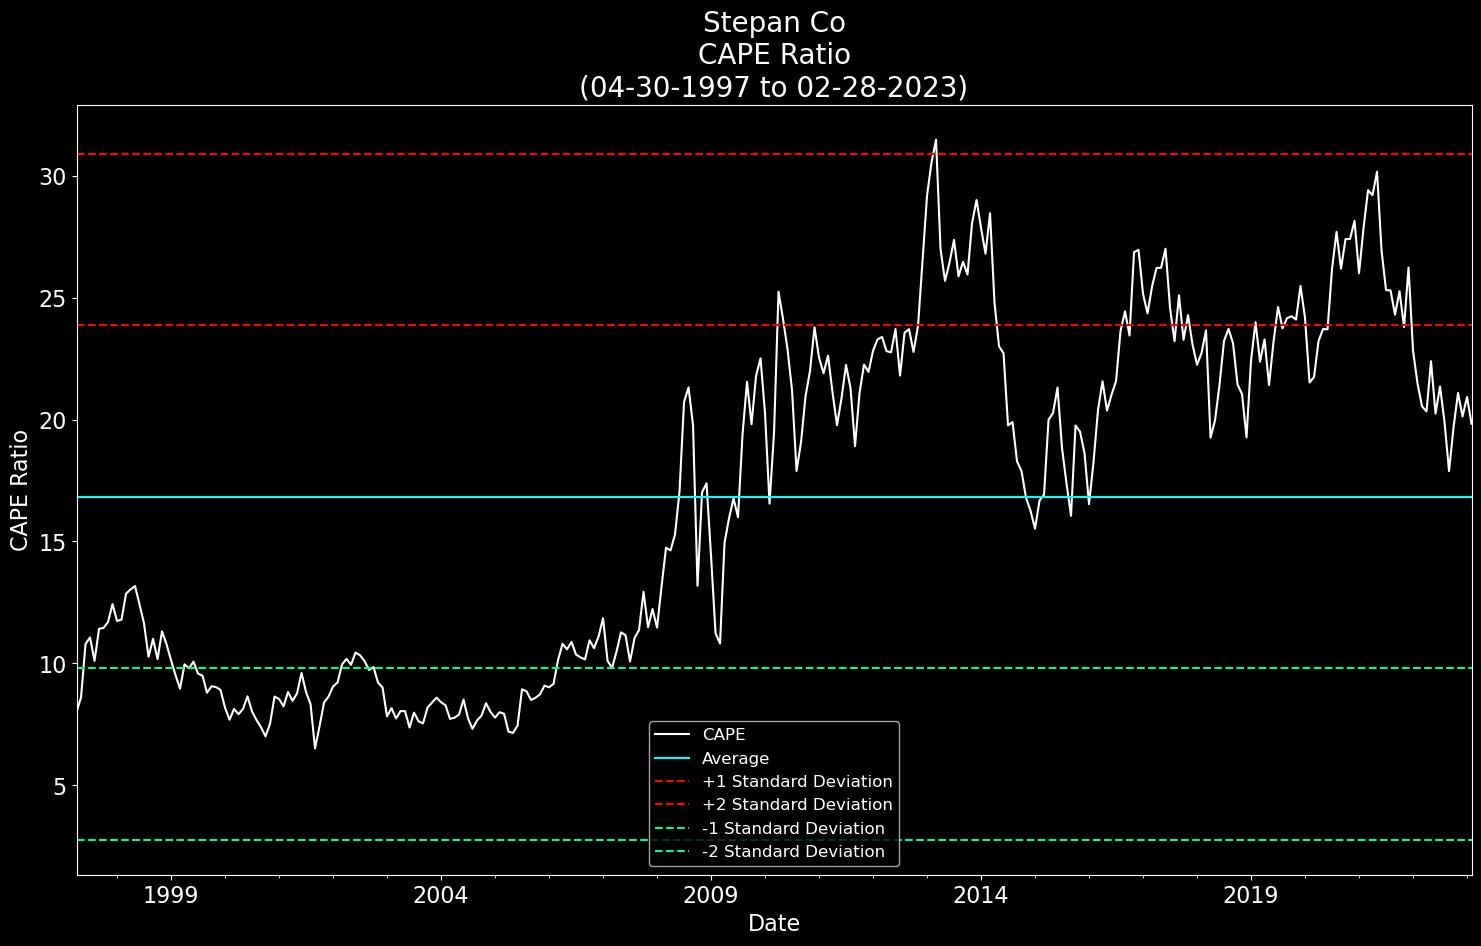 Stepan Co
CAPE Ratio
(04-30-1997 to 02-28-2023)
CAPE Ratio
30
25
20
15
10
5
CAPE
Average
+1 Standard Deviation
+2 Standard Deviation
-1 Standard Deviation
-2 Standard Deviation
1999
2004
2009
2014
2019
Date